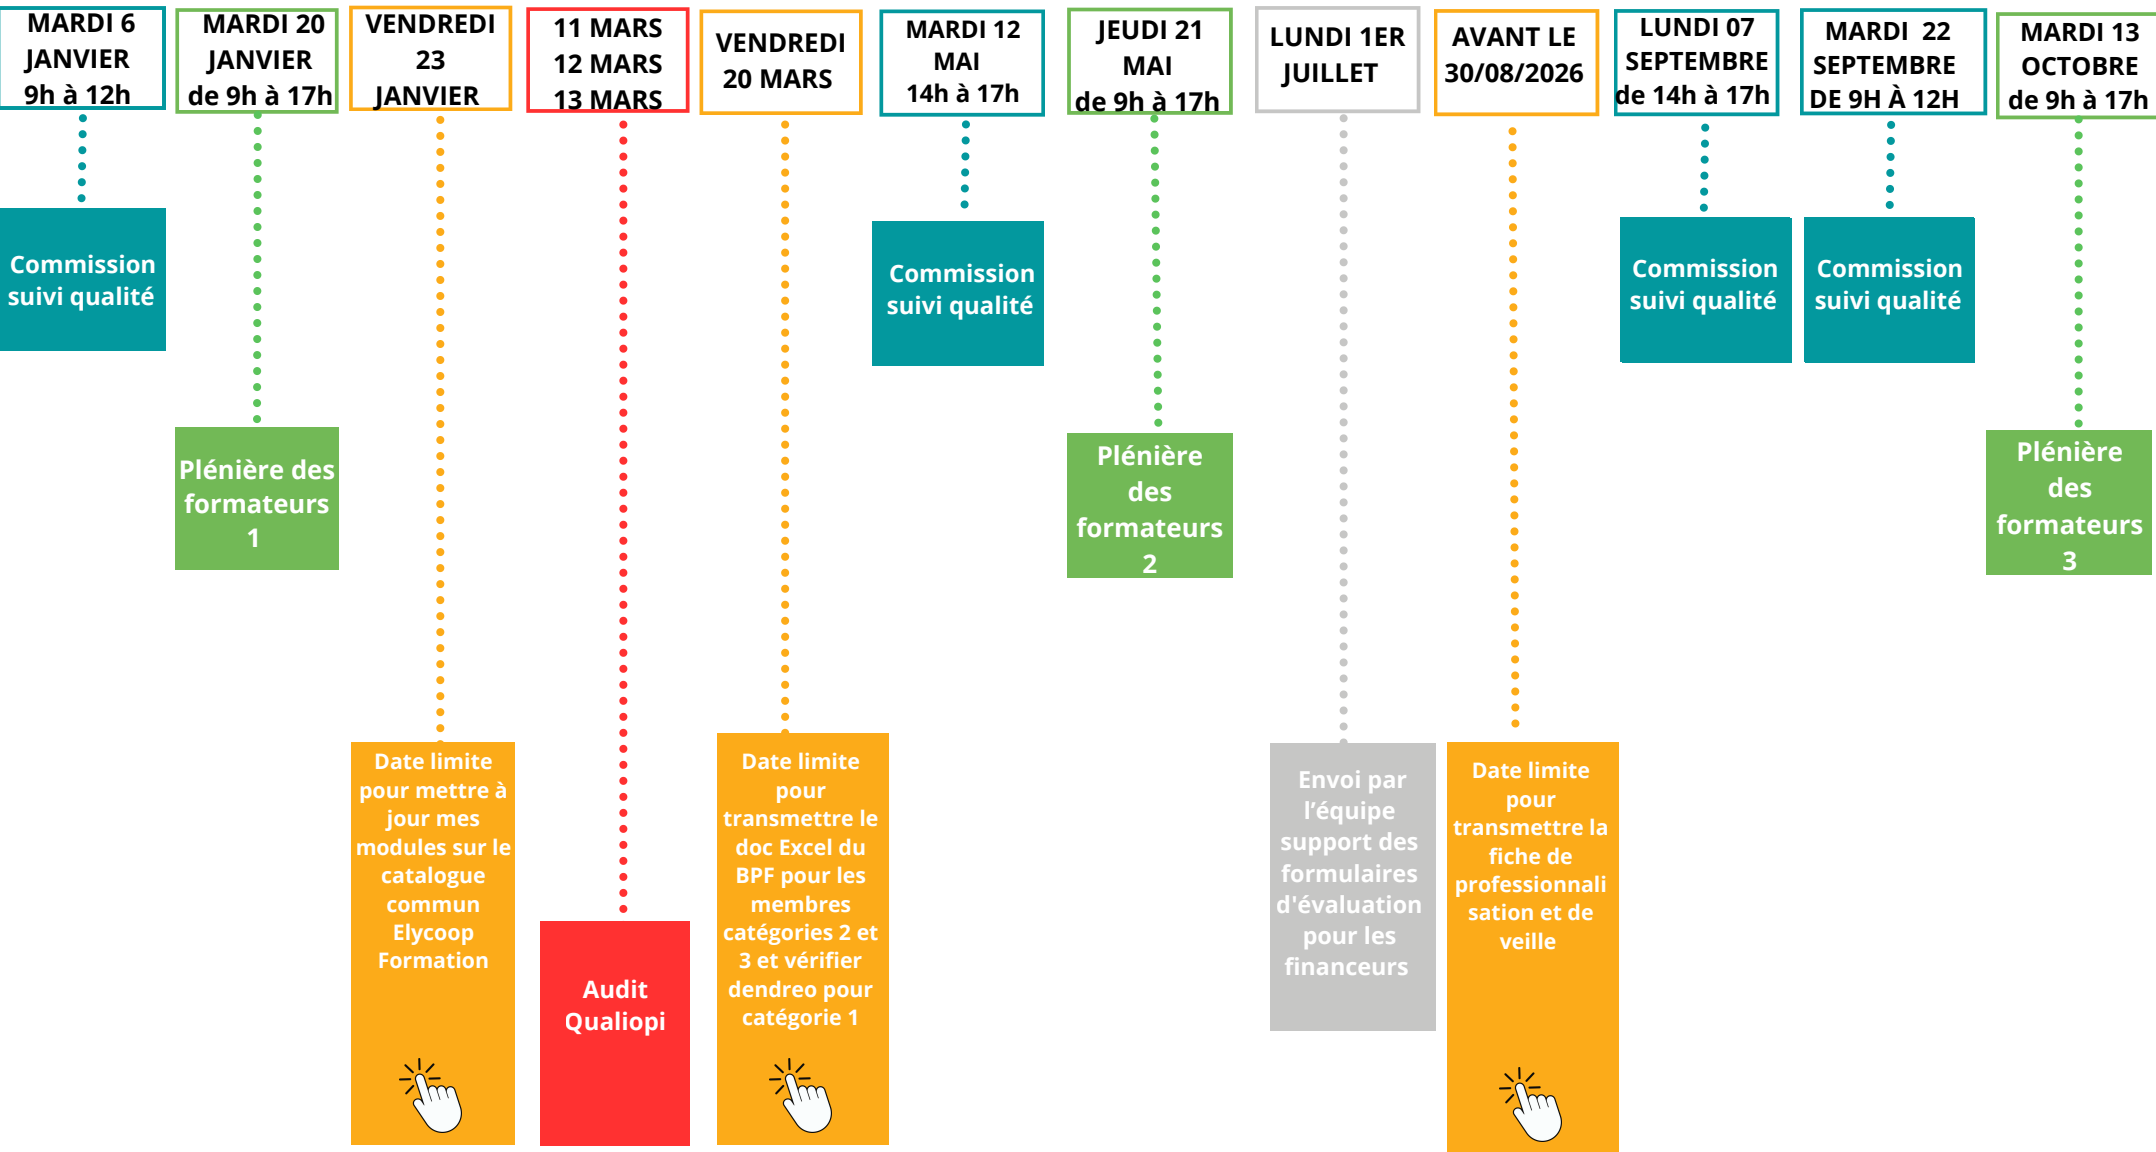 MARDI 6
JANVIER
9h à 12h
MARDI 20
JANVIER
de 9h à 17h
VENDREDI
23
JANVIER
11 MARS
12 MARS
13 MARS
VENDREDI
20 MARS
MARDI 12
MAI
14h à 17h
JEUDI 21
MAI
de 9h à 17h
LUNDI 1ER
JUILLET
AVANT LE
30/08/2026
LUNDI 07
SEPTEMBRE
de 14h à 17h
MARDI 22
SEPTEMBRE
DE 9H À 12H
MARDI 13
OCTOBRE
de 9h à 17h
Commission
suivi qualité
Commission
suivi qualité
Commission
suivi qualité
Commission
suivi qualité
Plénière des
formateurs
1
Plénière
des
formateurs
2
Plénière
des
formateurs
3
Date limite
pour mettre à
jour mes
modules sur le
catalogue
commun
Elycoop
Formation
Audit
Qualiopi
Date limite
pour
transmettre le
doc Excel du
BPF pour les
membres
catégories 2 et
3 et vérifier
dendreo pour
catégorie 1
Envoi par
l’équipe
support des
formulaires
d'évaluation
pour les
financeurs
Date limite
pour
transmettre la
fiche de
professionnali
sation et de
veille